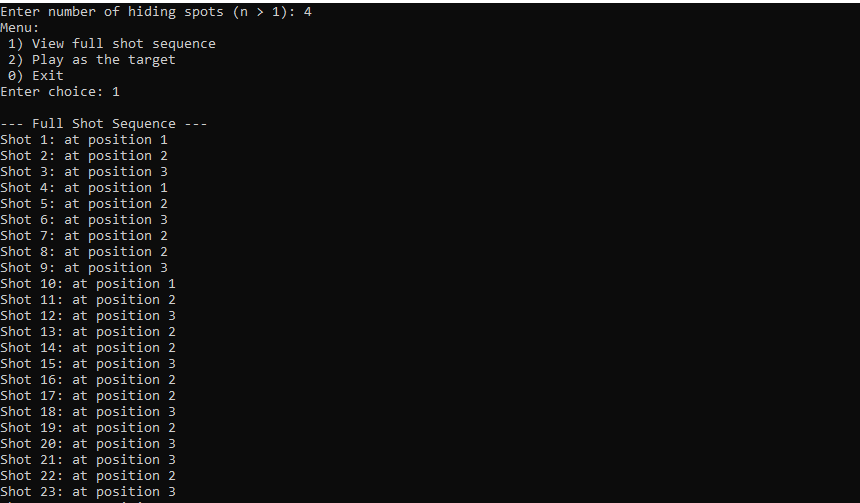 Enter number of hiding spots (n > 1): 4
Menu:
 1) View full shot sequence
 2) Play as the target
 0) Exit
Enter choice: 1

--- Full Shot Sequence ---
Shot 1: at position 1
Shot 2: at position 2
Shot 3: at position 3
Shot 4: at position 1
Shot 5: at position 2
Shot 6: at position 3
Shot 7: at position 2
Shot 8: at position 2
Shot 9: at position 3
Shot 10: at position 1
Shot 11: at position 2
Shot 12: at position 3
Shot 13: at position 2
Shot 14: at position 2
Shot 15: at position 3
Shot 16: at position 2
Shot 17: at position 2
Shot 18: at position 3
Shot 19: at position 2
Shot 20: at position 3
Shot 21: at position 3
Shot 22: at position 2
Shot 23: at position 3